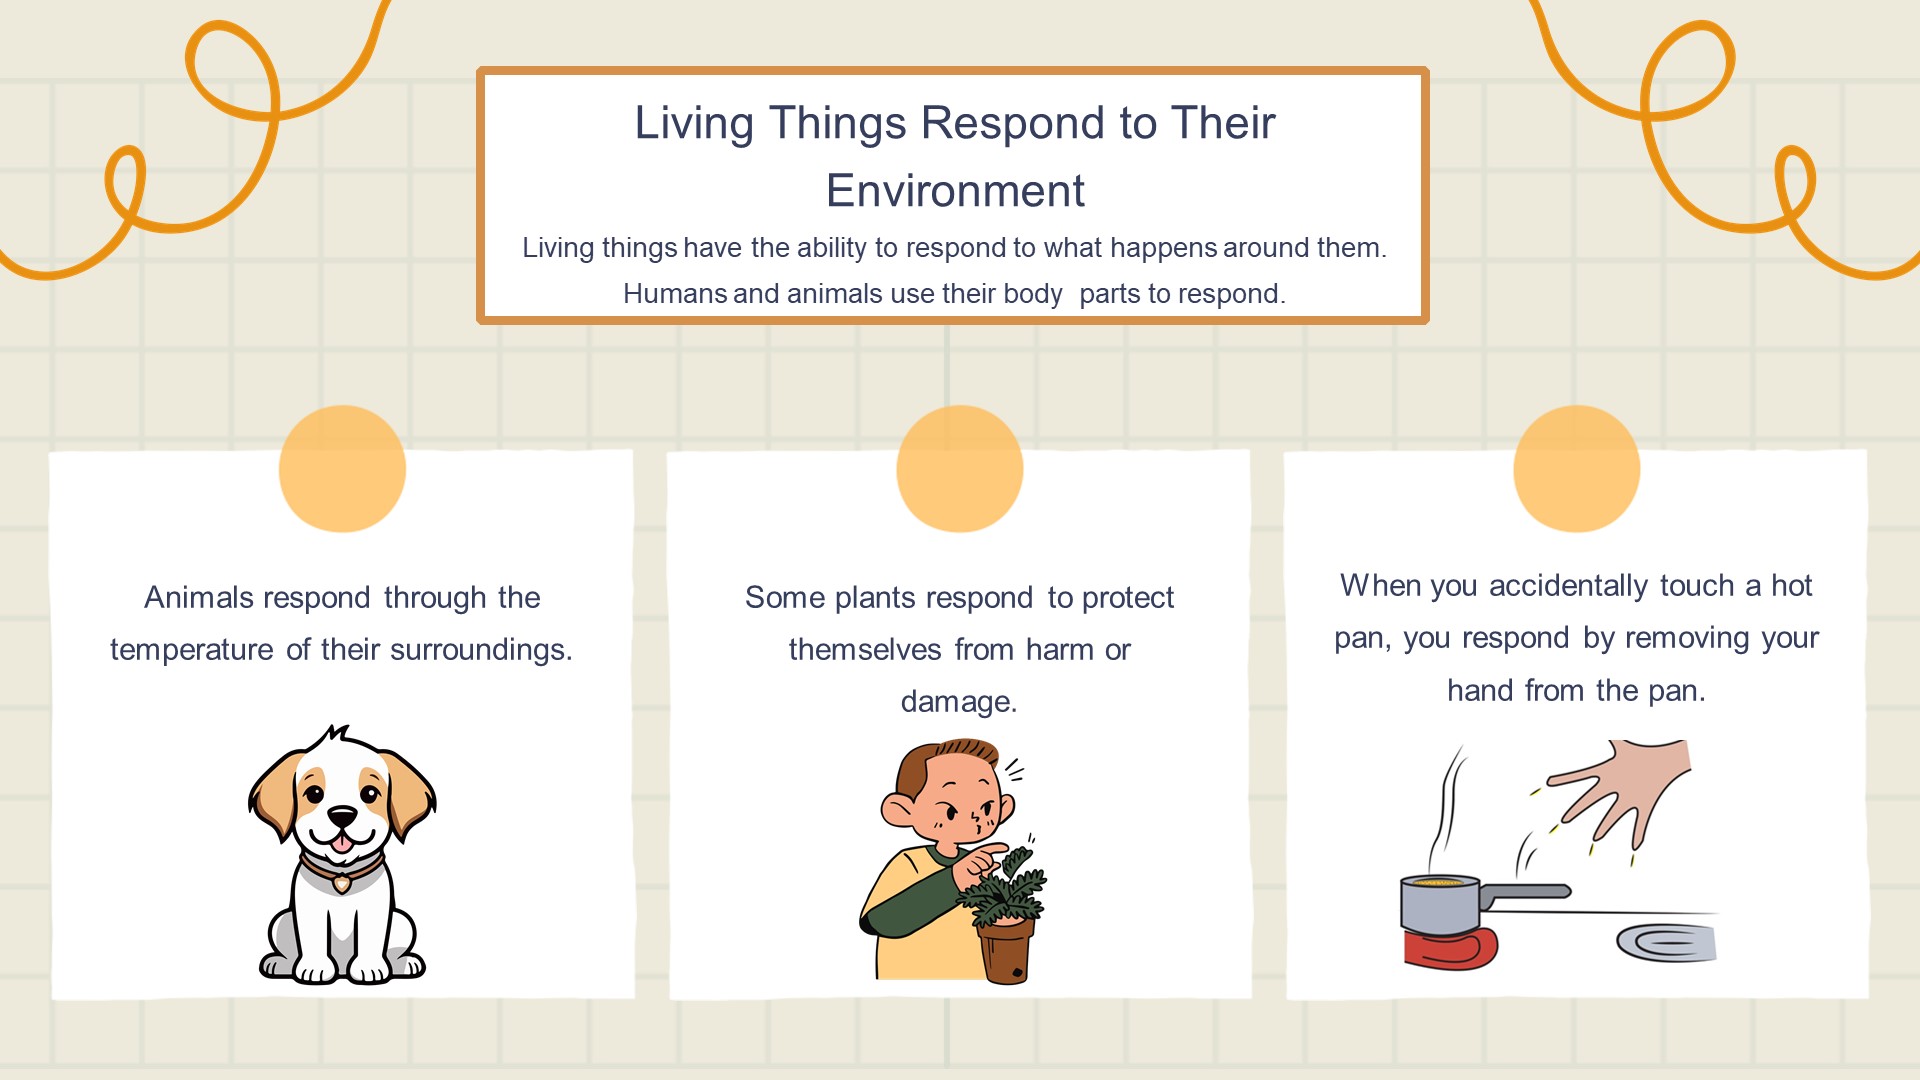 Living Things Respond to Their
Environment
Living things have the ability to respond to what happens around them.
Humans and animals use their body parts to respond.
Animals respond through the
temperature of their surroundings.
Some plants respond to protect
themselves from harm or
damage.
When you accidentally touch a hot
pan, you respond by removing your
hand from the pan.